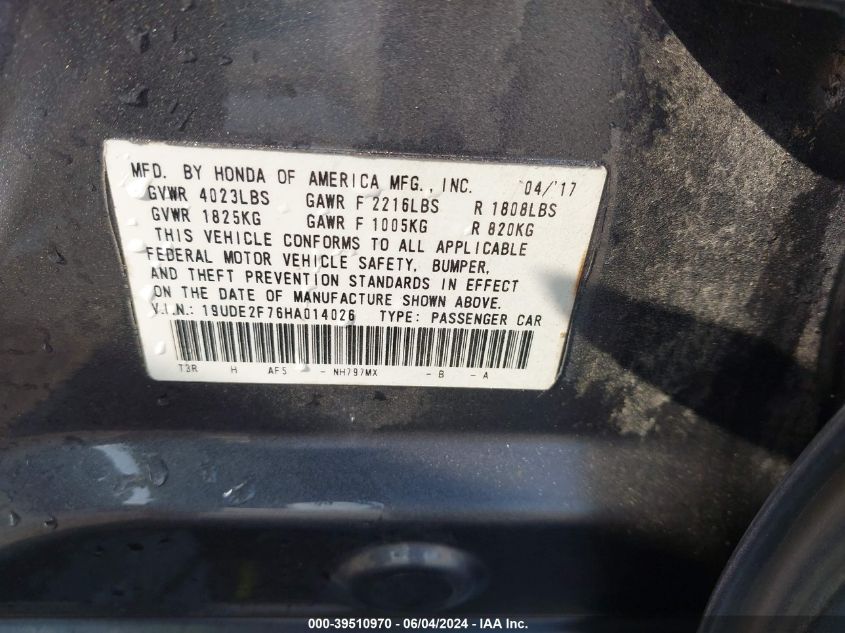 MFD. BY HONDA OF AMERICA MFG., INC. 04/'17
GVWR 4023LBS GAWR F 2216LBS R 1808LBS
GVWR 1825KG GAWR F 1005KG R 820KG
THIS VEHICLE CONFORMS TO ALL APPLICABLE
FEDERAL MOTOR VEHICLE SAFETY, BUMPER,
AND THEFT PREVENTION STANDARDS IN EFFECT
ON THE DATE OF MANUFACTURE SHOWN ABOVE.
V.I.N.: 19UDE2F76HA014026 TYPE: PASSENGER CAR
T3R H AF5 - NH797MX - B - A
000-39510970 - 06/04/2024 - IAA Inc.